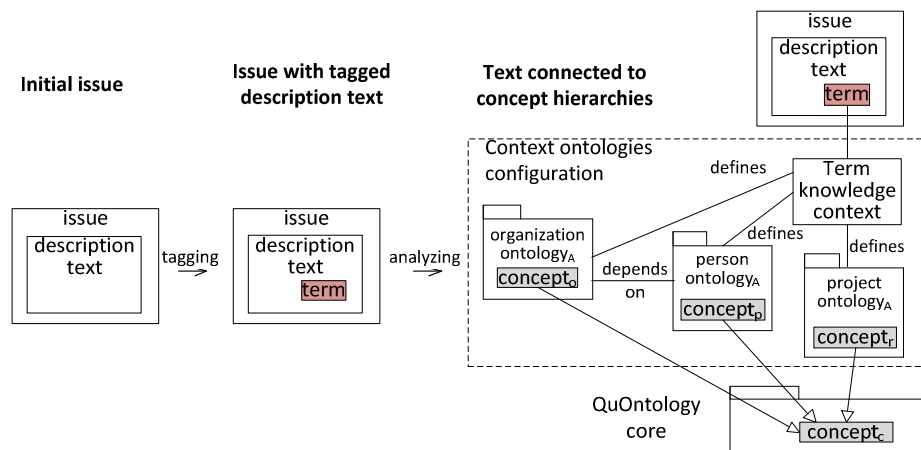 Initial issue
Issue with tagged
description text
Text connected to
concept hierarchies
issue
description
text
term
Context ontologies
configuration
defines
Term
knowledge
context
issue
description
text
tagging
issue
description
text
term
analyzing
organization
ontologyA
concepto
depends
on
defines
person
ontologyA
conceptp
defines
project
ontologyA
conceptr
QuOntology
core
conceptc